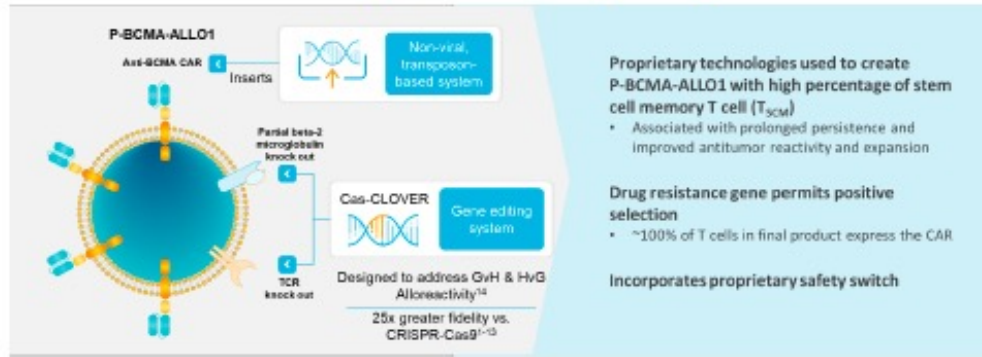 P-BCMA-ALLO1
Anti-BCMA CAR
Inserts
Non-viral,
transposon-
based system
Partial beta-2
microglobulin
knock out
Cas-CLOVER
Gene editing
system
TCR
knock out
Designed to address GvH & HvG
Alloreactivity¹⁴
25x greater fidelity vs.
CRISPR-Cas9
Proprietary technologies used to create
P-BCMA-ALLO1 with high percentage of stem
cell memory T cell (T_SCM)
• Associated with prolonged persistence and
improved antitumor reactivity and expansion
Drug resistance gene permits positive
selection
• ~100% of T cells in final product express the CAR
Incorporates proprietary safety switch